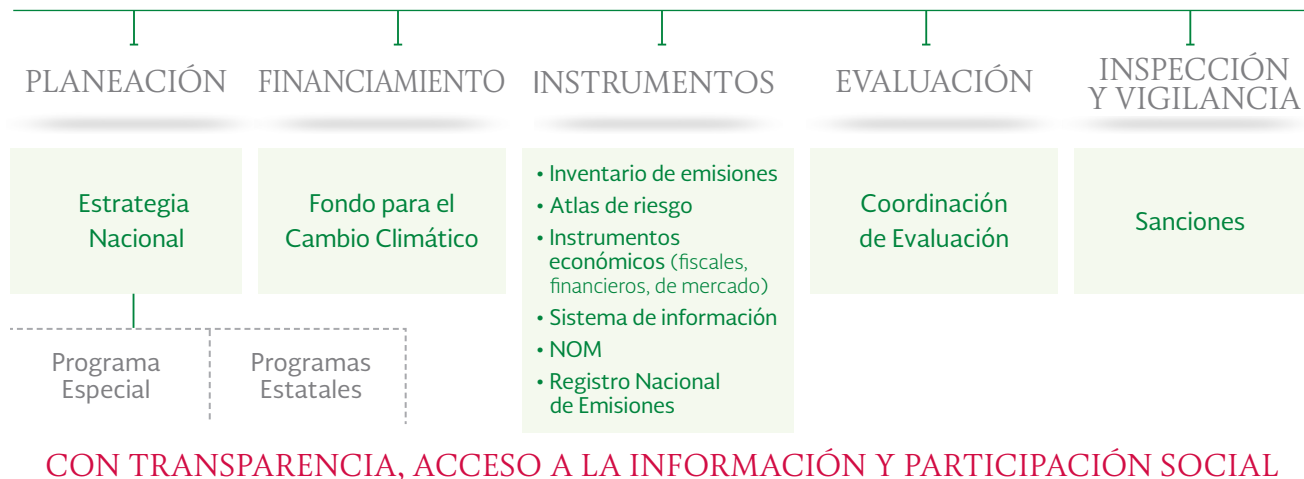 PLANEACIÓN
FINANCIAMIENTO
INSTRUMENTOS
EVALUACIÓN
INSPECCIÓN
Y VIGILANCIA
Estrategia
Nacional
Programa
Especial
Programas
Estatales
Fondo para el
Cambio Climático
• Inventario de emisiones
• Atlas de riesgo
• Instrumentos
económicos (fiscales,
financieros, de mercado)
• Sistema de información
• NOM
• Registro Nacional
de Emisiones
Coordinación
de Evaluación
Sanciones
CON TRANSPARENCIA, ACCESO A LA INFORMACIÓN Y PARTICIPACIÓN SOCIAL